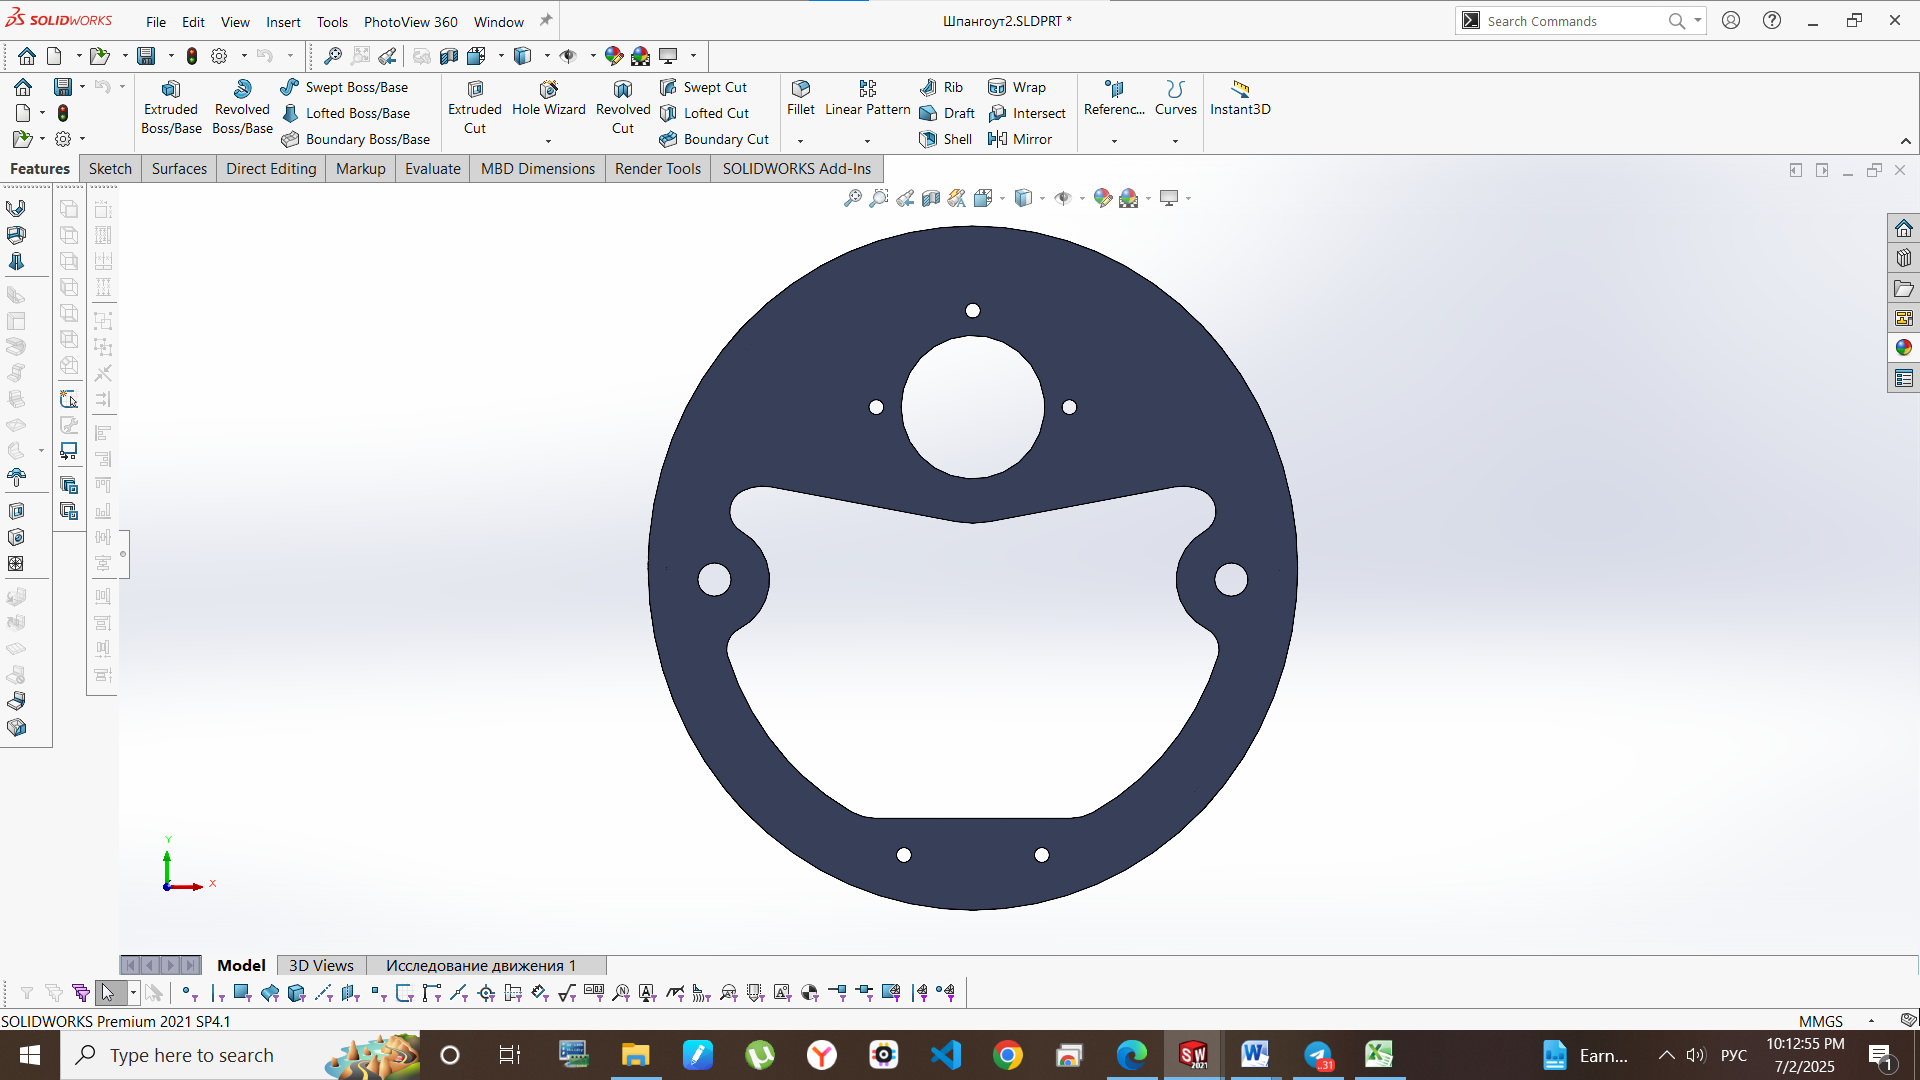 SOLIDWORKS File Edit View Insert Tools PhotoView 360 Window
Шпангоут2.SLDPRT *
Search Commands
Extruded Boss/Base
Revolved Boss/Base
Swept Boss/Base
Lofted Boss/Base
Boundary Boss/Base
Extruded Cut
Hole Wizard
Revolved Cut
Swept Cut
Lofted Cut
Boundary Cut
Fillet
Linear Pattern
Rib
Draft
Shell
Wrap
Intersect
Mirror
Referenc...
Curves
Instant3D
Features Sketch Surfaces Direct Editing Markup Evaluate MBD Dimensions Render Tools SOLIDWORKS Add-Ins
Y
X
Model 3D Views Исследование движения 1
SOLIDWORKS Premium 2021 SP4.1
MMGS
Type here to search
SW
2021
31
Earn...
РУС
10:12:55 PM
7/2/2025
1